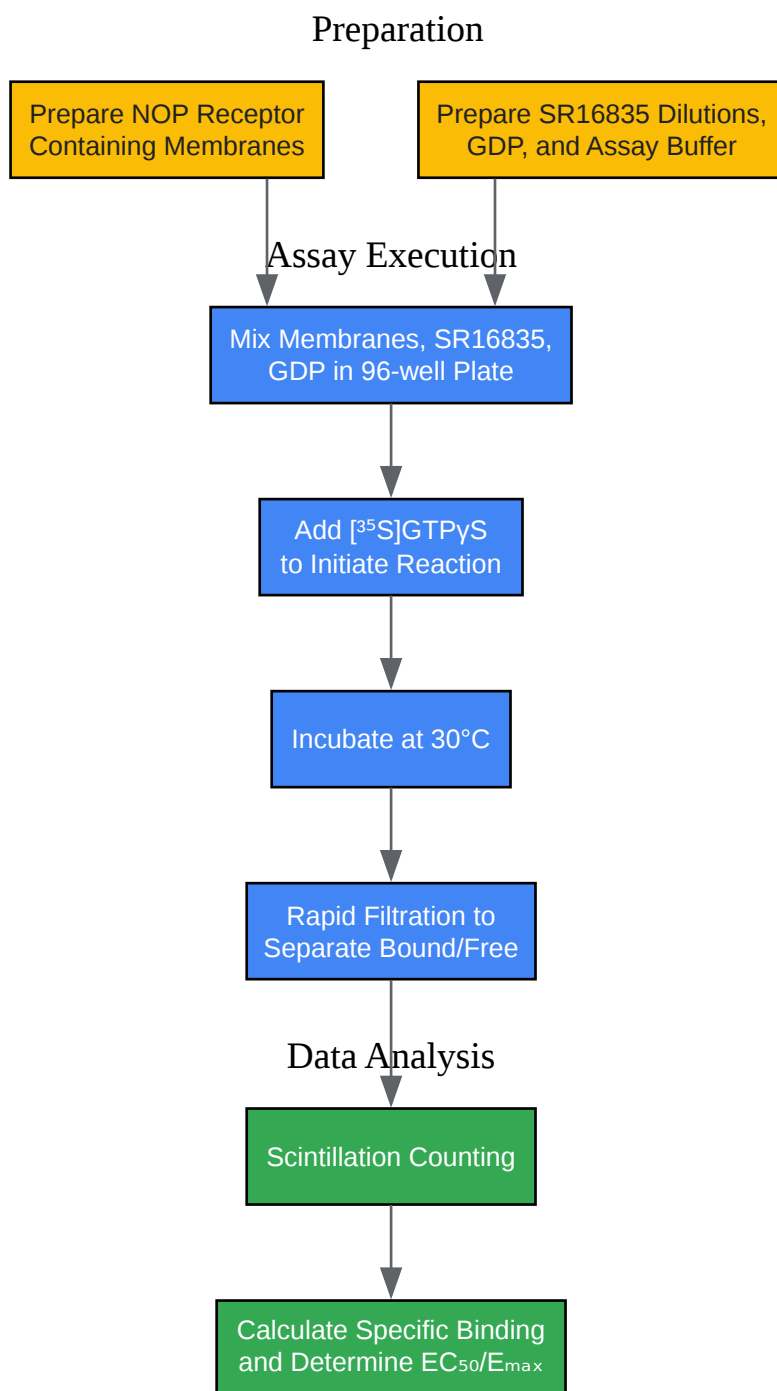 Preparation
Prepare NOP Receptor
Containing Membranes
Prepare SR16835 Dilutions,
GDP, and Assay Buffer
Assay Execution
Mix Membranes, SR16835,
GDP in 96-well Plate
Add [³⁵S]GTPγS
to Initiate Reaction
Incubate at 30°C
Rapid Filtration to
Separate Bound/Free
Data Analysis
Scintillation Counting
Calculate Specific Binding
and Determine EC₅₀/Eₘₐₓ